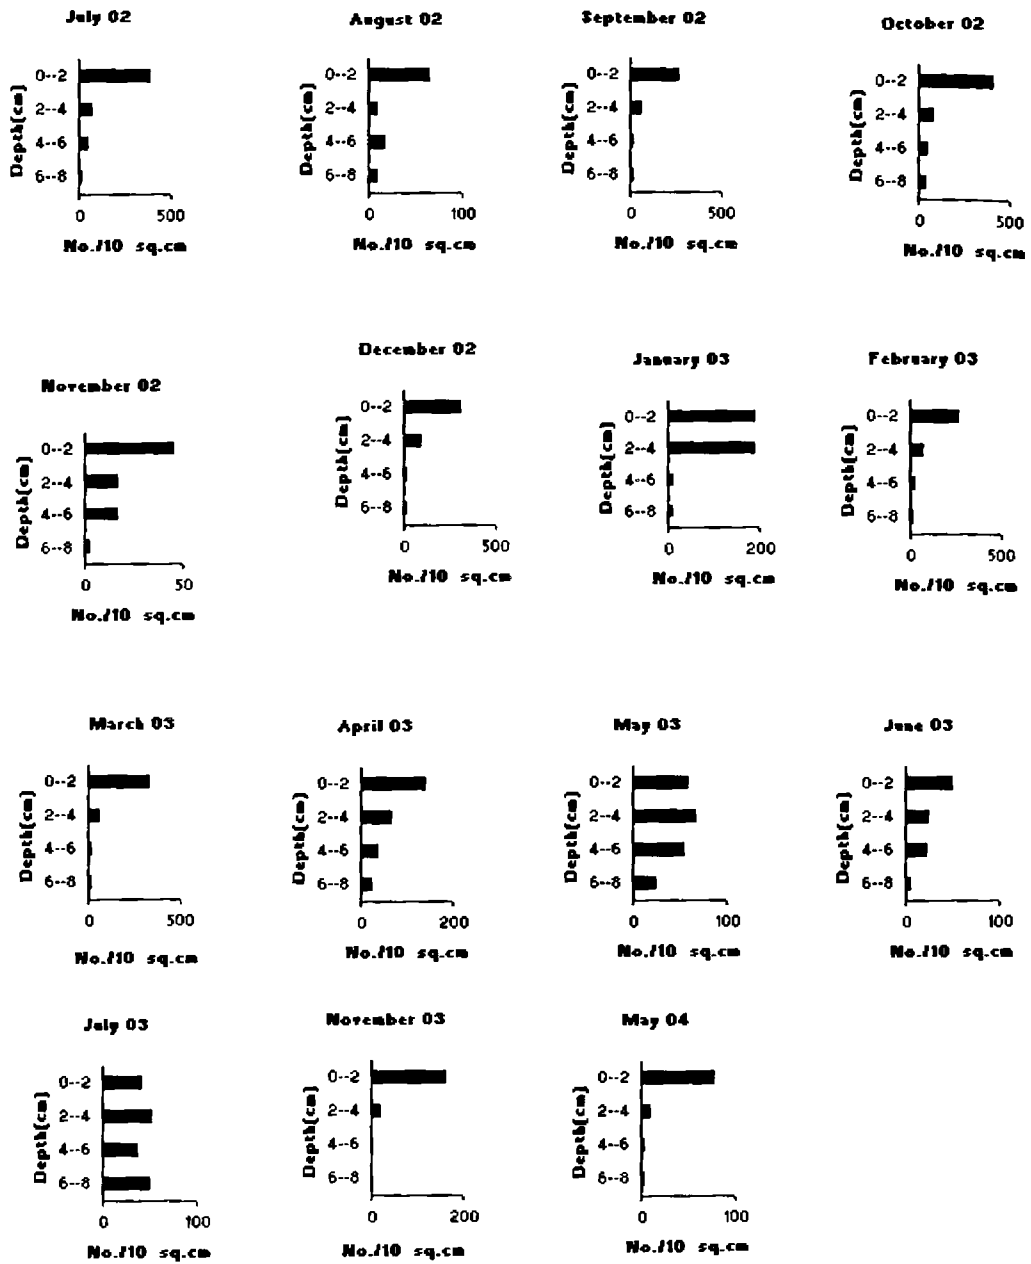 July 02
August 02
September 02
October 02
Depth(cm)
0--2
2--4
4--6
6--8
0 500
No./10 sq.cm
Depth(cm)
0--2
2--4
4--6
6--8
0 100
No./10 sq.cm
Depth(cm)
0--2
2--4
4--6
6--8
0 500
No./10 sq.cm
Depth(cm)
0--2
2--4
4--6
6--8
0 500
No./10 sq.cm
November 02
December 02
January 03
February 03
Depth(cm)
0--2
2--4
4--6
6--8
0 50
No./10 sq.cm
Depth(cm)
0--2
2--4
4--6
6--8
0 500
No./10 sq.cm
Depth(cm)
0--2
2--4
4--6
6--8
0 200
No./10 sq.cm
Depth(cm)
0--2
2--4
4--6
6--8
0 500
No./10 sq.cm
March 03
April 03
May 03
June 03
Depth(cm)
0--2
2--4
4--6
6--8
0 500
No./10 sq.cm
Depth(cm)
0--2
2--4
4--6
6--8
0 200
No./10 sq.cm
Depth(cm)
0--2
2--4
4--6
6--8
0 100
No./10 sq.cm
Depth(cm)
0--2
2--4
4--6
6--8
0 100
No./10 sq.cm
July 03
November 03
May 04
Depth(cm)
0--2
2--4
4--6
6--8
0 100
No./10 sq.cm
Depth(cm)
0--2
2--4
4--6
6--8
0 200
No./10 sq.cm
Depth(cm)
0--2
2--4
4--6
6--8
0 100
No./10 sq.cm